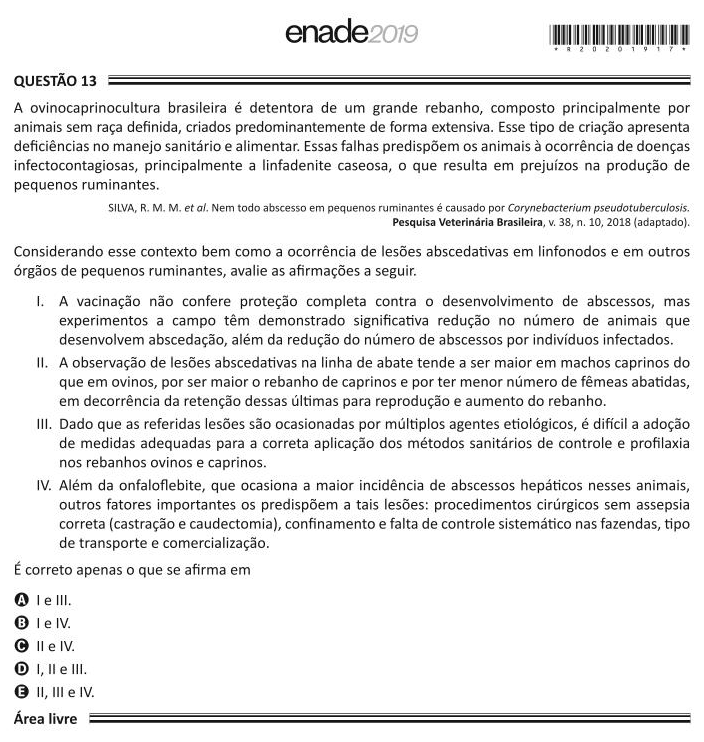 enade2019
*R20201917*
QUESTÃO 13
A ovinocaprinocultura brasileira é detentora de um grande rebanho, composto principalmente por
animais sem raça definida, criados predominantemente de forma extensiva. Esse tipo de criação apresenta
deficiências no manejo sanitário e alimentar. Essas falhas predispõem os animais à ocorrência de doenças
infectocontagiosas, principalmente a linfadenite caseosa, o que resulta em prejuízos na produção de
pequenos ruminantes.
SILVA, R. M. M. et al. Nem todo abscesso em pequenos ruminantes é causado por Corynebacterium pseudotuberculosis.
Pesquisa Veterinária Brasileira, v. 38, n. 10, 2018 (adaptado).
Considerando esse contexto bem como a ocorrência de lesões abscedativas em linfonodos e em outros
órgãos de pequenos ruminantes, avalie as afirmações a seguir.
I. A vacinação não confere proteção completa contra o desenvolvimento de abscessos, mas
experimentos a campo têm demonstrado significativa redução no número de animais que
desenvolvem abscedação, além da redução do número de abscessos por indivíduos infectados.
II. A observação de lesões abscedativas na linha de abate tende a ser maior em machos caprinos do
que em ovinos, por ser maior o rebanho de caprinos e por ter menor número de fêmeas abatidas,
em decorrência da retenção dessas últimas para reprodução e aumento do rebanho.
III. Dado que as referidas lesões são ocasionadas por múltiplos agentes etiológicos, é difícil a adoção
de medidas adequadas para a correta aplicação dos métodos sanitários de controle e profilaxia
nos rebanhos ovinos e caprinos.
IV. Além da onfaloflebite, que ocasiona a maior incidência de abscessos hepáticos nesses animais,
outros fatores importantes os predispõem a tais lesões: procedimentos cirúrgicos sem assepsia
correta (castração e caudectomia), confinamento e falta de controle sistemático nas fazendas, tipo
de transporte e comercialização.
É correto apenas o que se afirma em
A I e III.
B I e IV.
C II e IV.
D I, II e III.
E II, III e IV.
Área livre